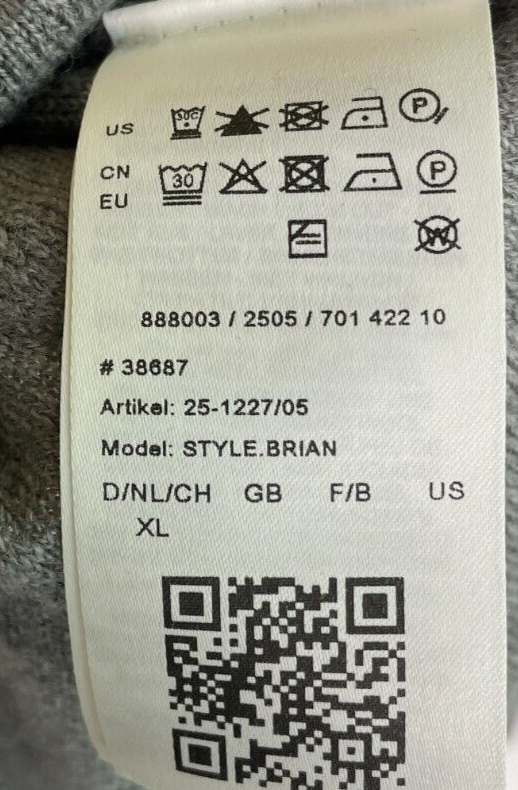 US 30°C P
CN 30 P
EU
W
888003 / 2505 / 701 422 10
# 38687
Artikel: 25-1227/05
Model: STYLE.BRIAN
D/NL/CH GB F/B US
XL